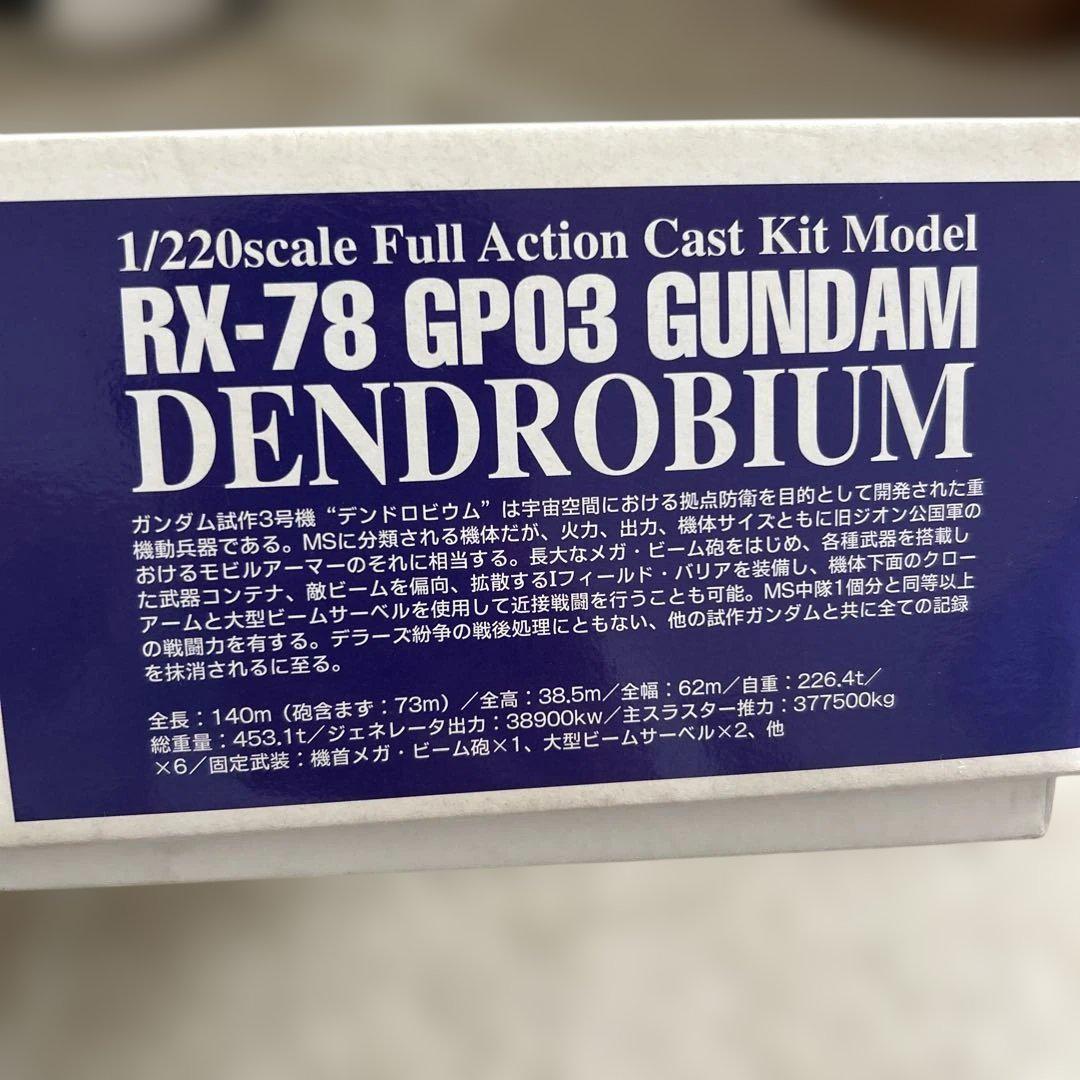 1/220scale Full Action Cast Kit Model
RX-78 GP03 GUNDAM
DENDROBIUM
ガンダム試作3号機“デンドロビウム”は宇宙空間における拠点防衛を目的として開発された重
機動兵器である。MSに分類される機体だが、火力、出力、機体サイズともに旧ジオン公国軍の
おけるモビルアーマーのそれに相当する。長大なメガ・ビーム砲をはじめ、各種武器を搭載し
た武器コンテナ、敵ビームを偏向、拡散するIフィールド・バリアを装備し、機体下面のクロー
アームと大型ビームサーベルを使用して近接戦闘を行うことも可能。MS中隊1個分と同等以上
の戦闘力を有する。デラーズ紛争の戦後処理にともない、他の試作ガンダムと共に全ての記録
を抹消されるに至る。
全長：140m（砲含まず：73m）／全高：38.5m／全幅：62m／自重：226.4t／
総重量：453.1t／ジェネレータ出力：38900kw／主スラスター推力：377500kg
×6／固定武装：機首メガ・ビーム砲×1、大型ビームサーベル×2、他